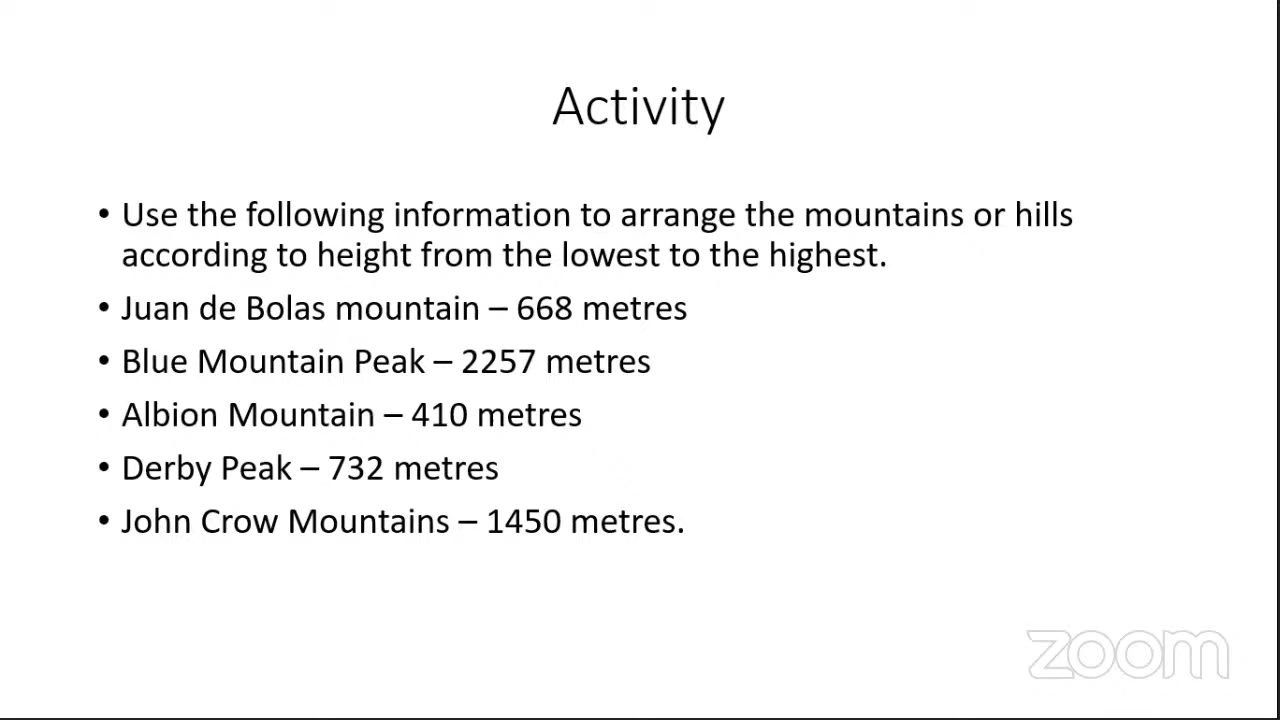 Activity
• Use the following information to arrange the mountains or hills
according to height from the lowest to the highest.
• Juan de Bolas mountain – 668 metres
• Blue Mountain Peak – 2257 metres
• Albion Mountain – 410 metres
• Derby Peak – 732 metres
• John Crow Mountains – 1450 metres.
zoom